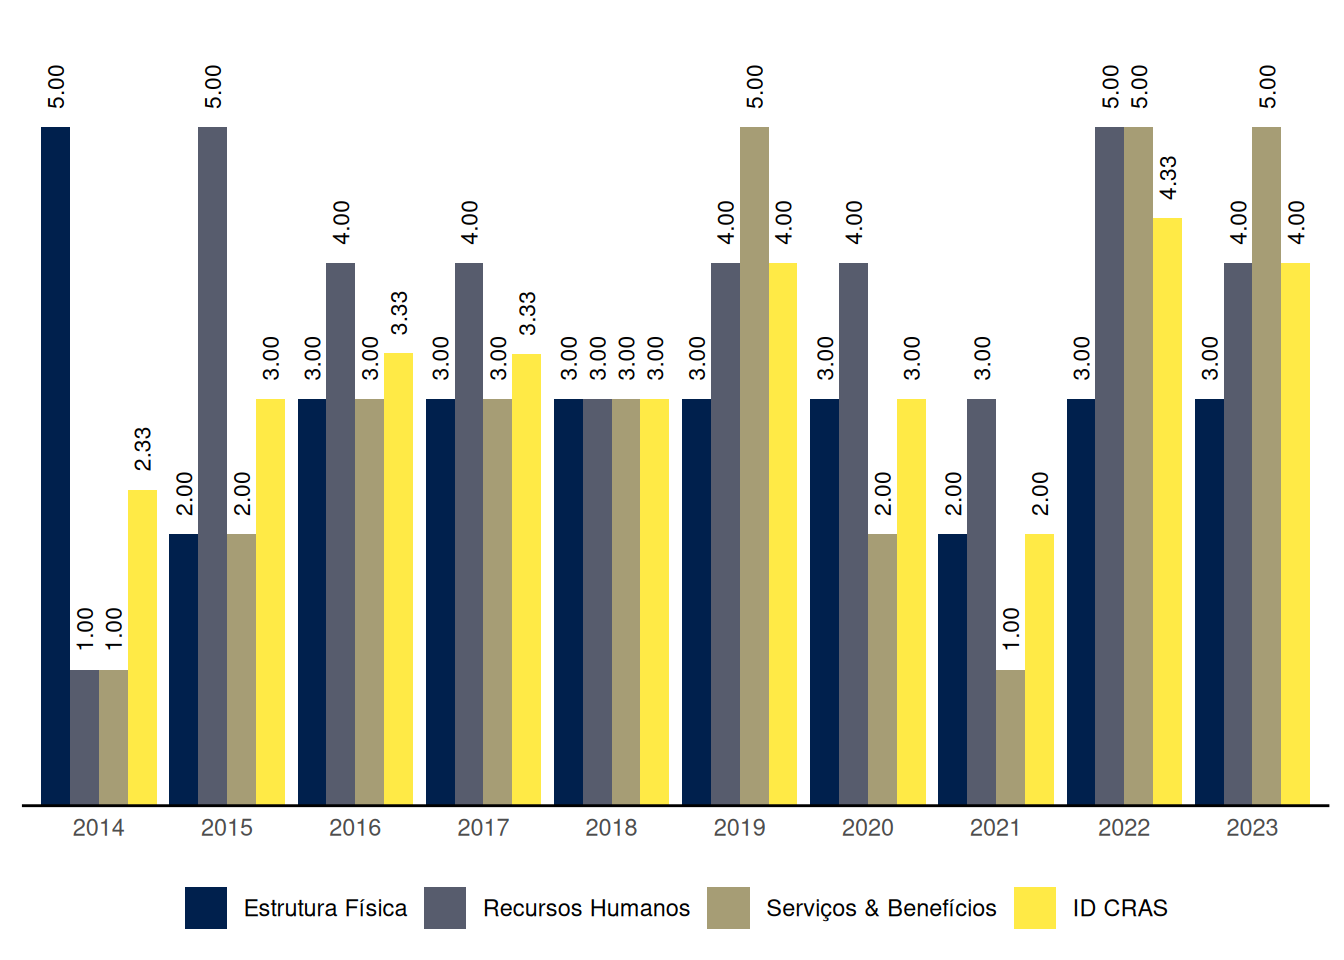 5.00 1.00 1.00 2.33
2.00 5.00 2.00 3.00
3.00 4.00 3.00 3.33
3.00 4.00 3.00 3.33
3.00 3.00 3.00 3.00
3.00 4.00 5.00 4.00
3.00 4.00 2.00 3.00
2.00 3.00 1.00 2.00
3.00 5.00 5.00 4.33
3.00 4.00 5.00 4.00
2014 2015 2016 2017 2018 2019 2020 2021 2022 2023
Estrutura Física Recursos Humanos Serviços & Benefícios ID CRAS